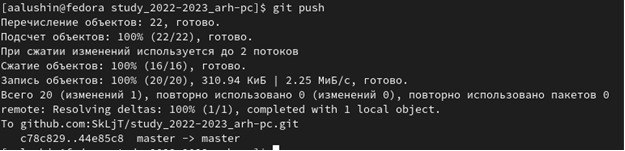 [aalushin@fedora study_2022-2023_arh-pc]$ git push
Перечисление объектов: 22, готово.
Подсчет объектов: 100% (22/22), готово.
При сжатии изменений используется до 2 потоков
Сжатие объектов: 100% (16/16), готово.
Запись объектов: 100% (20/20), 310.94 КиБ | 2.25 МиБ/с, готово.
Всего 20 (изменений 1), повторно использовано 0 (изменений 0), повторно использовано пакетов 0
remote: Resolving deltas: 100% (1/1), completed with 1 local object.
To github.com:SkLjT/study_2022-2023_arh-pc.git
c78c829..44e85c8  master -> master